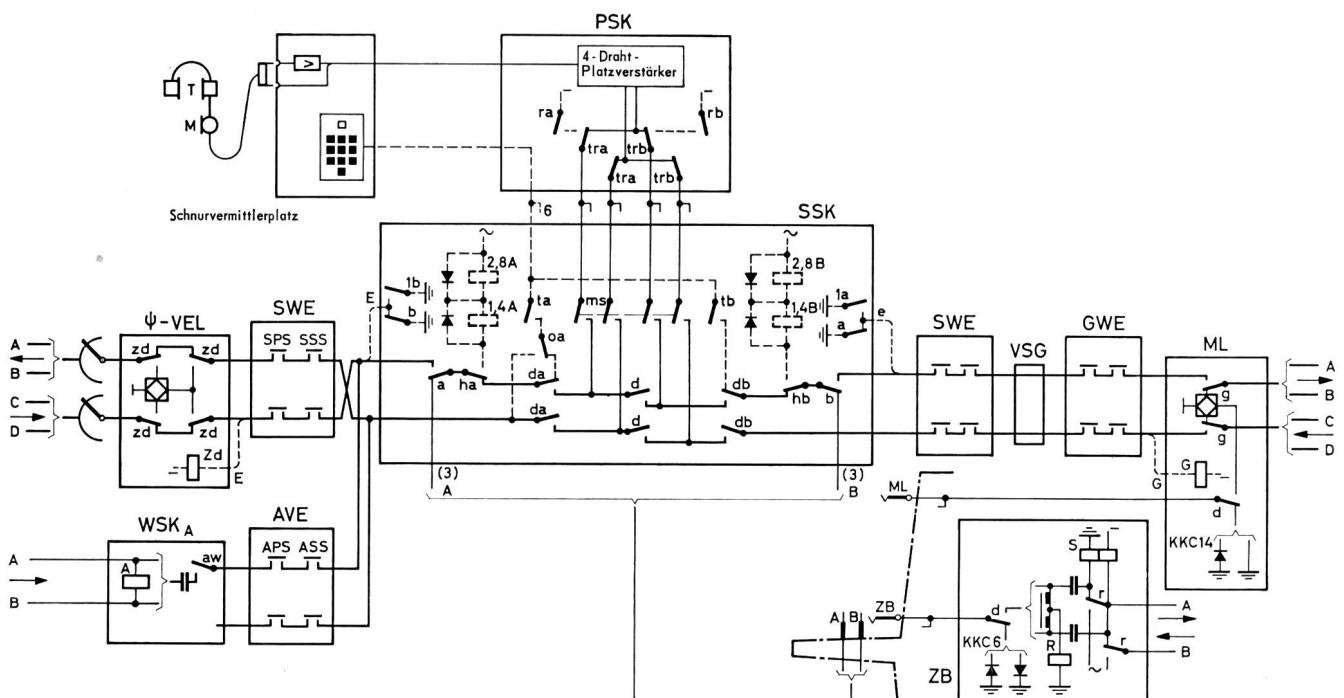 PSK
4-Draht-
Platzverstärker
T
M
>
ra
rb
tra
trb
tra
trb
Schnurvermittlerplatz
6
SSK
~
~
2,8A
2,8B
1b
1a
E
b
1,4A
ta
ms
tb
1,4B
a
e
SWE
SWE
GWE
ψ-VEL
SPS SSS
oa
VSG
ML
A
B
zd
zd
a
ha
da
d
db
hb
b
g
A
B
C
D
zd
zd
da
d
db
g
C
D
Zd
E
(3)
A
(3)
B
ML
G
G
d
WSK A
AVE
KKC14
A
A
aw
APS
ASS
S
B
A
B
ZB
d
r
A
KKC6
R
r
B
ZB
~